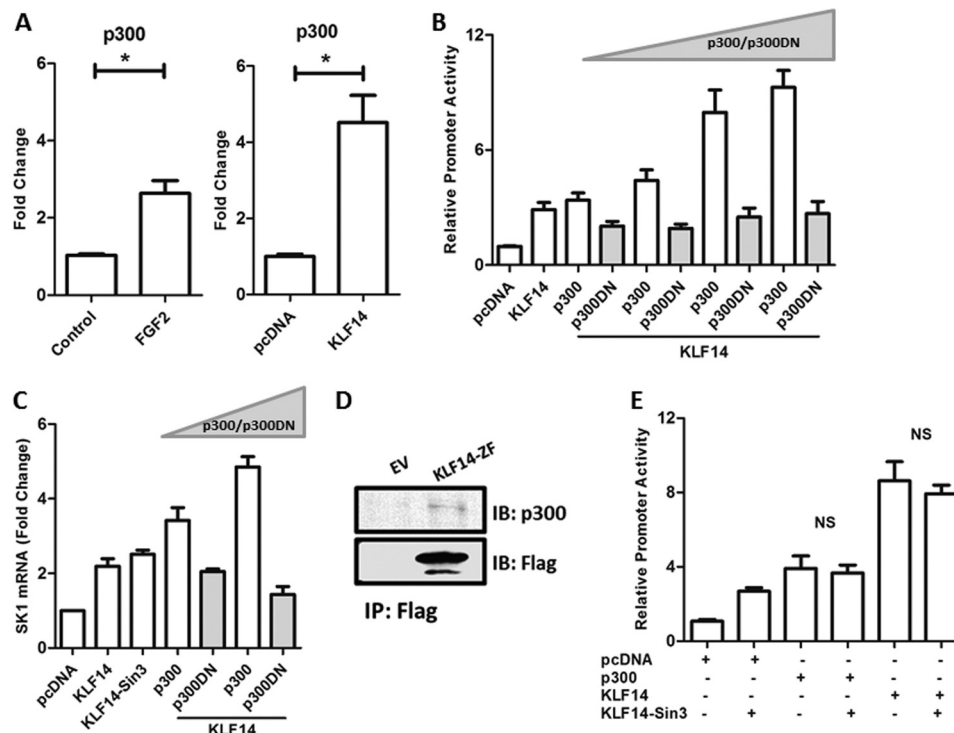 A
p300
*
Fold Change
6
4
2
0
Control
FGF2
p300
*
Fold Change
6
4
2
0
pcDNA
KLF14
B
p300/p300DN
Relative Promoter Activity
12
6
0
pcDNA
KLF14
p300
p300DN
p300
p300DN
p300
p300DN
p300
p300DN
KLF14
C
p300/p300DN
SK1 mRNA (Fold Change)
6
4
2
0
pcDNA
KLF14
KLF14-Sin3
p300
p300DN
p300
p300DN
KLF14
D
EV
KLF14-ZF
IB: p300
IB: Flag
IP: Flag
E
Relative Promoter Activity
12
8
4
0
NS
NS
pcDNA + + - - - -
p300 - - + + - -
KLF14 - - - - + +
KLF14-Sin3 - + - + - +